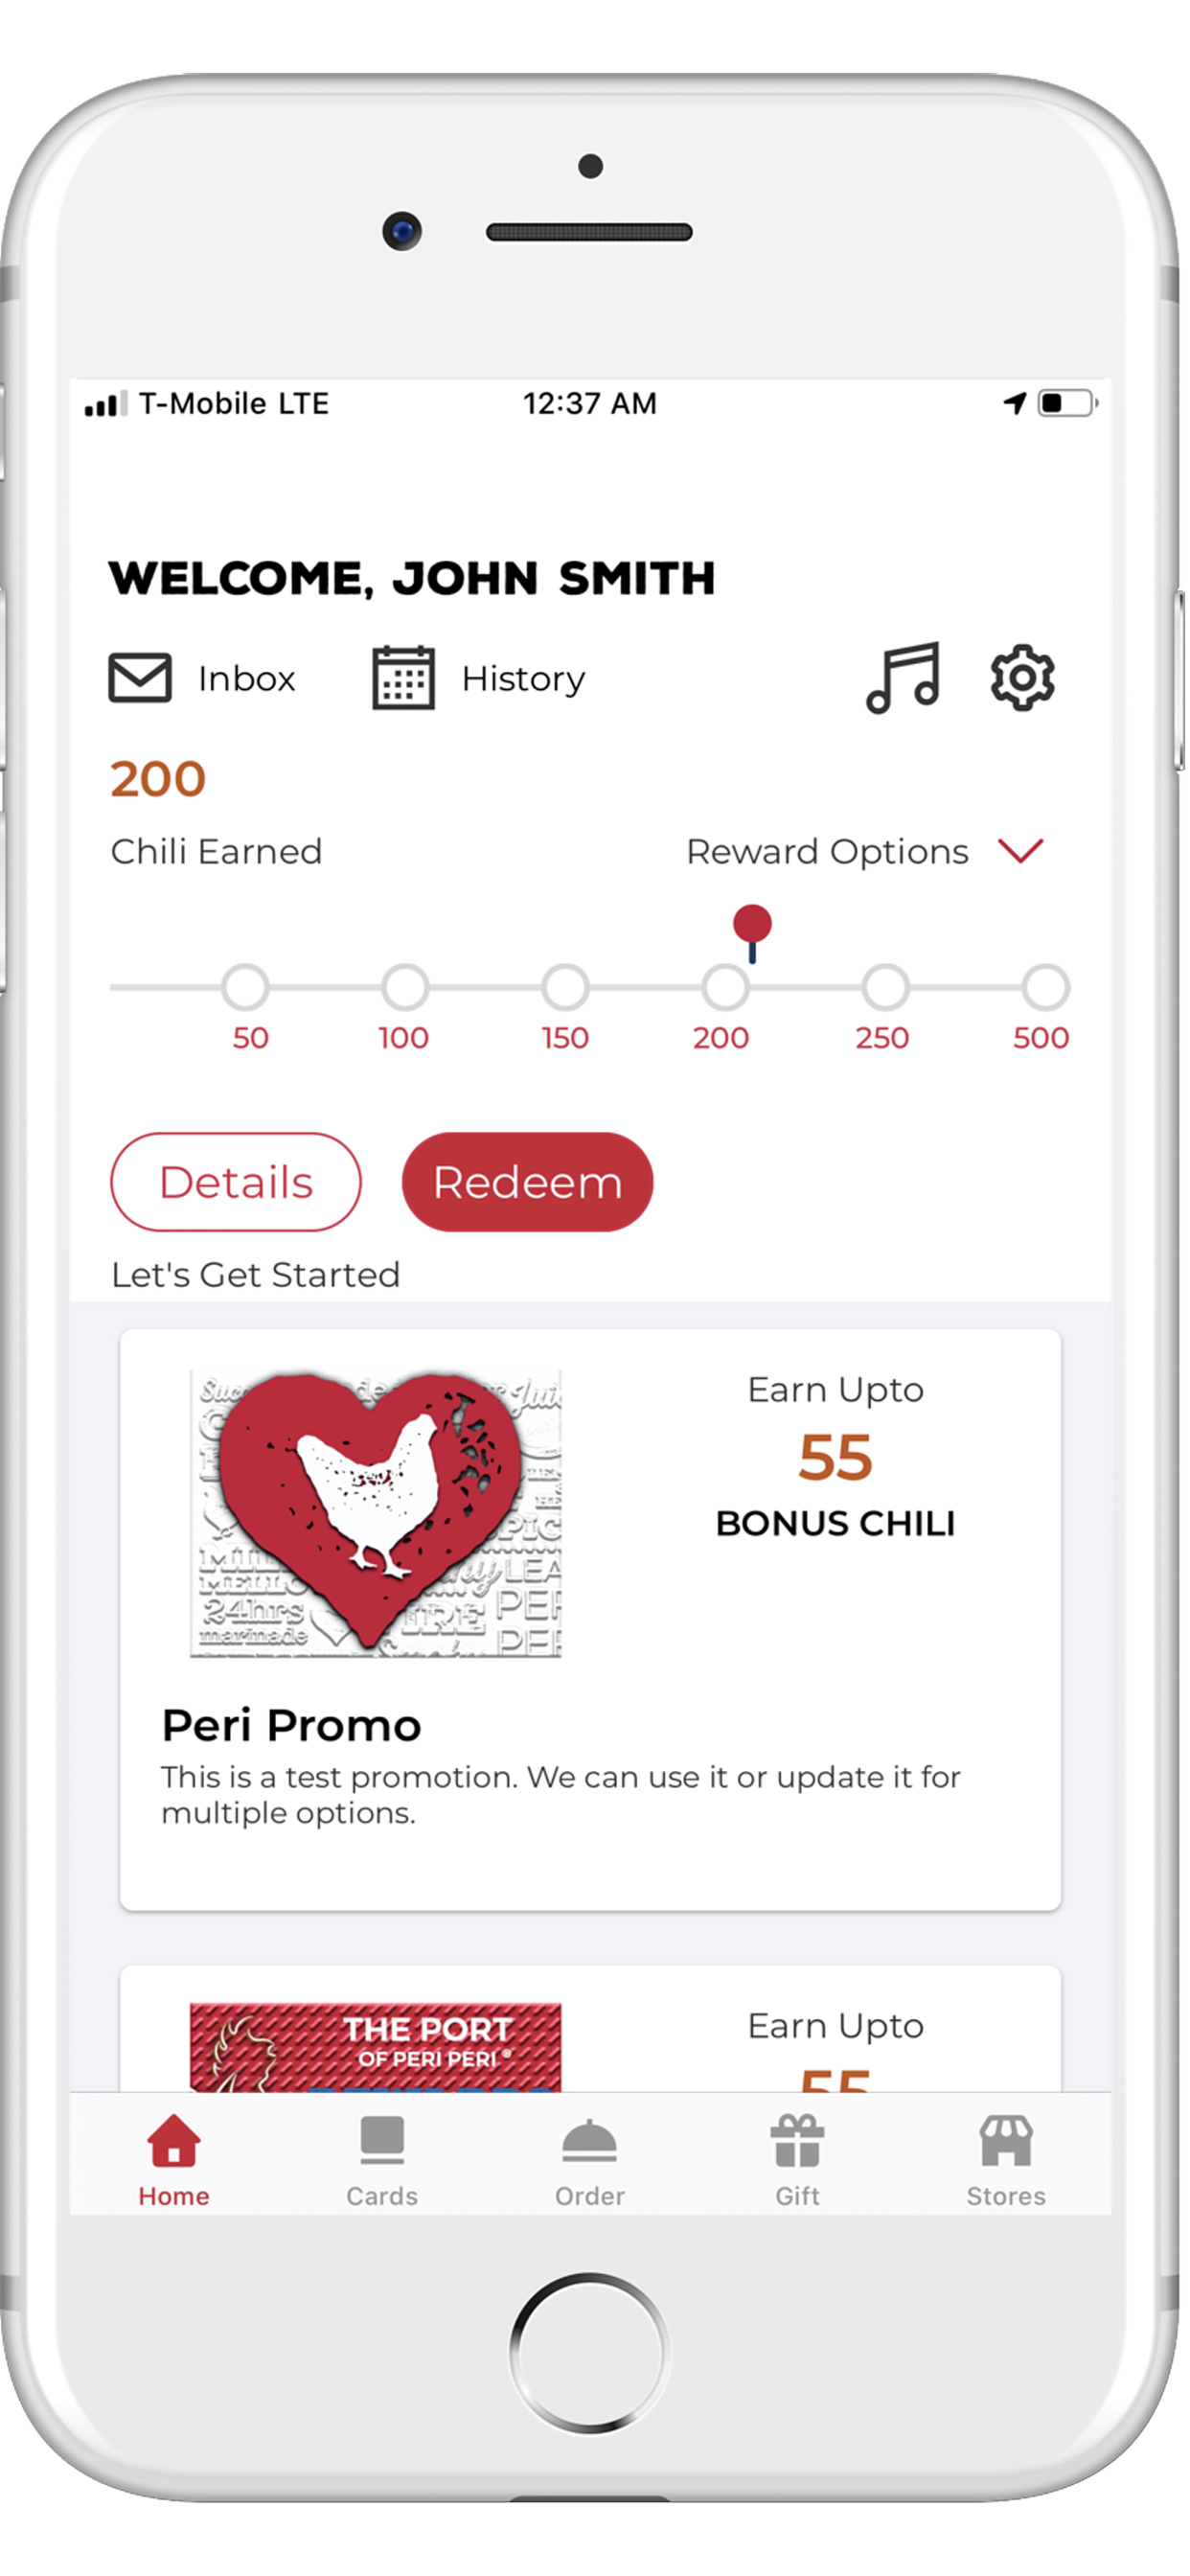 T-Mobile LTE 12:37 AM
WELCOME, JOHN SMITH
Inbox History
200
Chili Earned Reward Options
50 100 150 200 250 500
Details Redeem
Let's Get Started
Earn Upto
55
BONUS CHILI
24hrs
marinade
Peri Promo
This is a test promotion. We can use it or update it for
multiple options.
THE PORT
OF PERI PERI®
Earn Upto
55
Home Cards Order Gift Stores